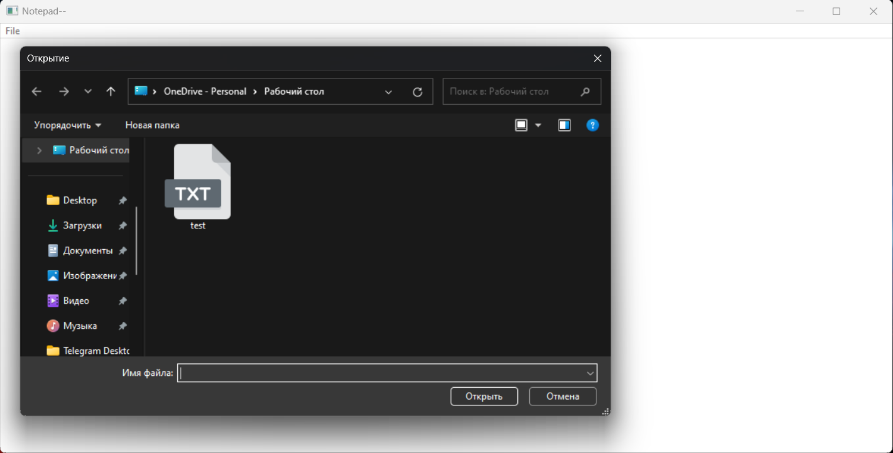 Notepad--
File
Открытие
OneDrive - Personal
Рабочий стол
Поиск в: Рабочий стол
Упорядочить
Новая папка
?
Рабочий стол
Desktop
Загрузки
Документы
Изображени
Видео
Музыка
Telegram Deskto
TXT
test
Имя файла:
Открыть
Отмена